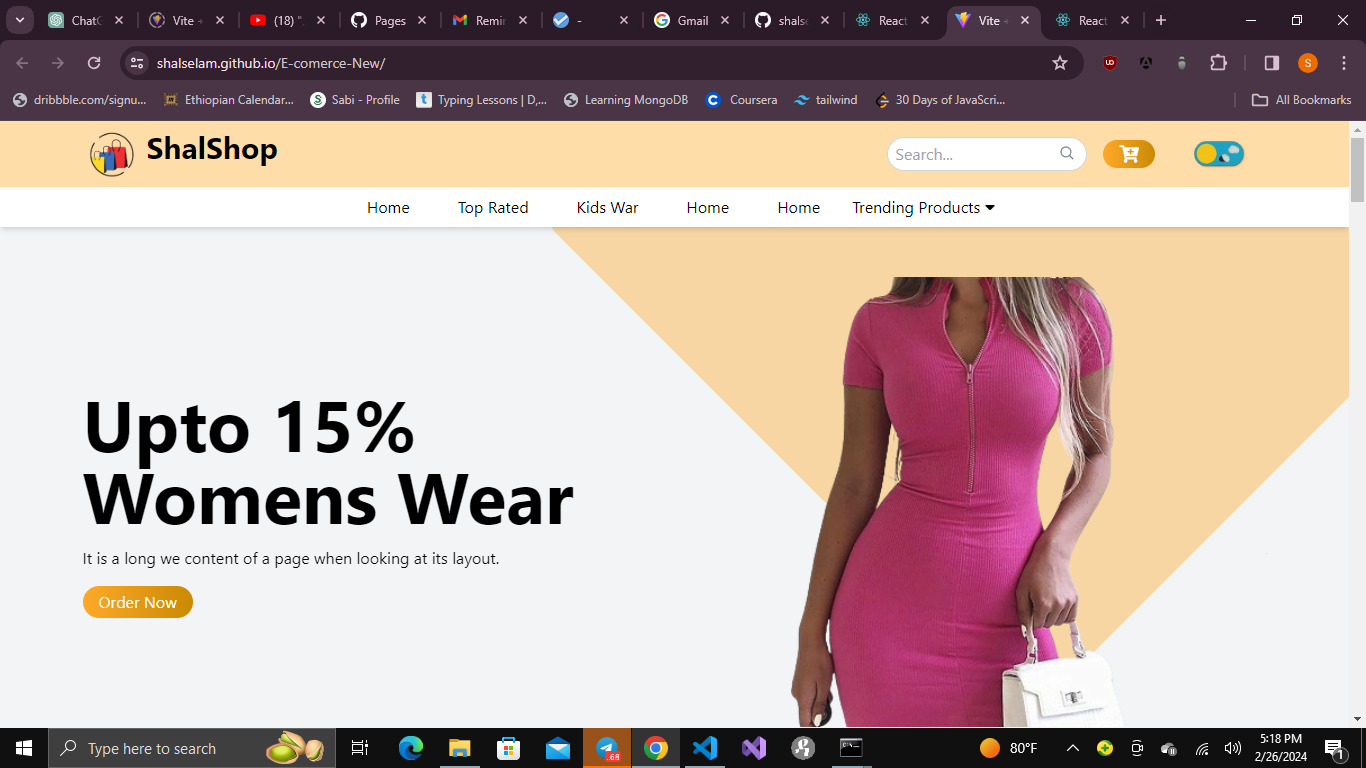 ChatG
Vite +
(18) ".
Pages
Remin
-
Gmail
shalse
React
Vite +
React
shalselam.github.io/E-comerce-New/
dribbble.com/signu...
Ethiopian Calendar...
Sabi - Profile
Typing Lessons | D,...
Learning MongoDB
Coursera
tailwind
30 Days of JavaScri...
All Bookmarks
ShalShop
Search...
Home
Top Rated
Kids War
Home
Home
Trending Products
Upto 15%
Womens Wear
It is a long we content of a page when looking at its layout.
Order Now
Type here to search
.68
80°F
5:18 PM
2/26/2024
1